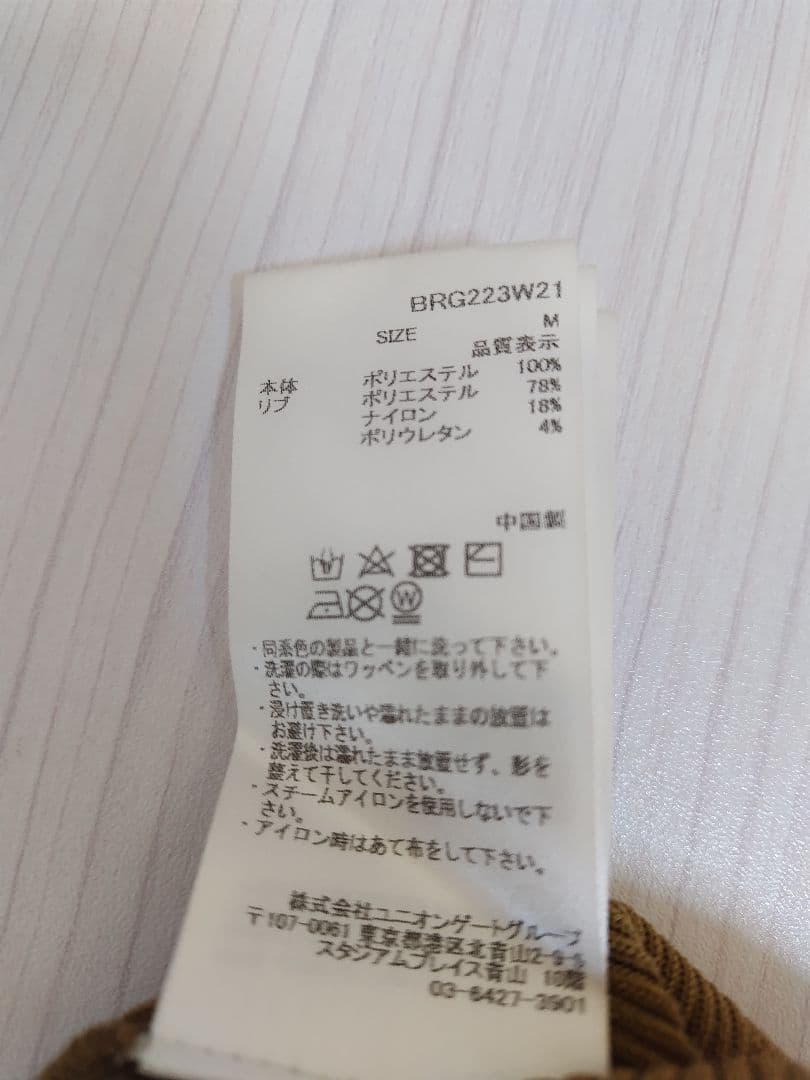 BRG223W21
SIZE M
品質表示
本体 ポリエステル 100%
リブ ポリエステル 78%
ナイロン 18%
ポリウレタン 4%
中国製
W
・同系色の製品と一緒に洗って下さい。
・洗濯の際はワッペンを取り外して下
さい。
・浸け置き洗いや濡れたままの放置は
お避け下さい。
・洗濯後は濡れたまま放置せず、形を
整えて干してください。
・スチームアイロンを使用しないで下
さい。
・アイロン時はあて布をして下さい。
株式会社ユニオンゲートグループ
〒107-0061 東京都港区北青山2-9-5
スタジアムプレイス青山 10階
03-6427-3901